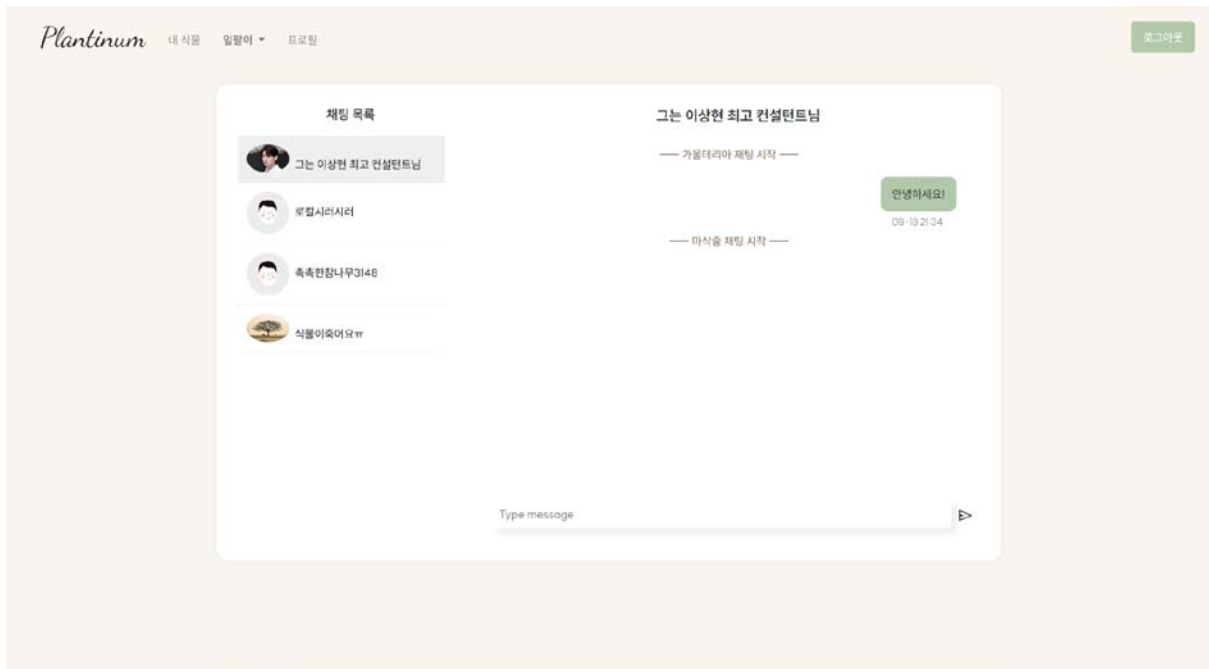 Plantinum 내 식물 잎팔이 프로필
로그아웃
채팅 목록
그는 이상현 최고 컨설턴트님
로컬시러시러
촉촉한참나무3148
식물이죽어요ㅠ
그는 이상현 최고 컨설턴트님
가울테리아 채팅 시작
안녕하세요!
08-18 21:34
마삭줄 채팅 시작
Type message